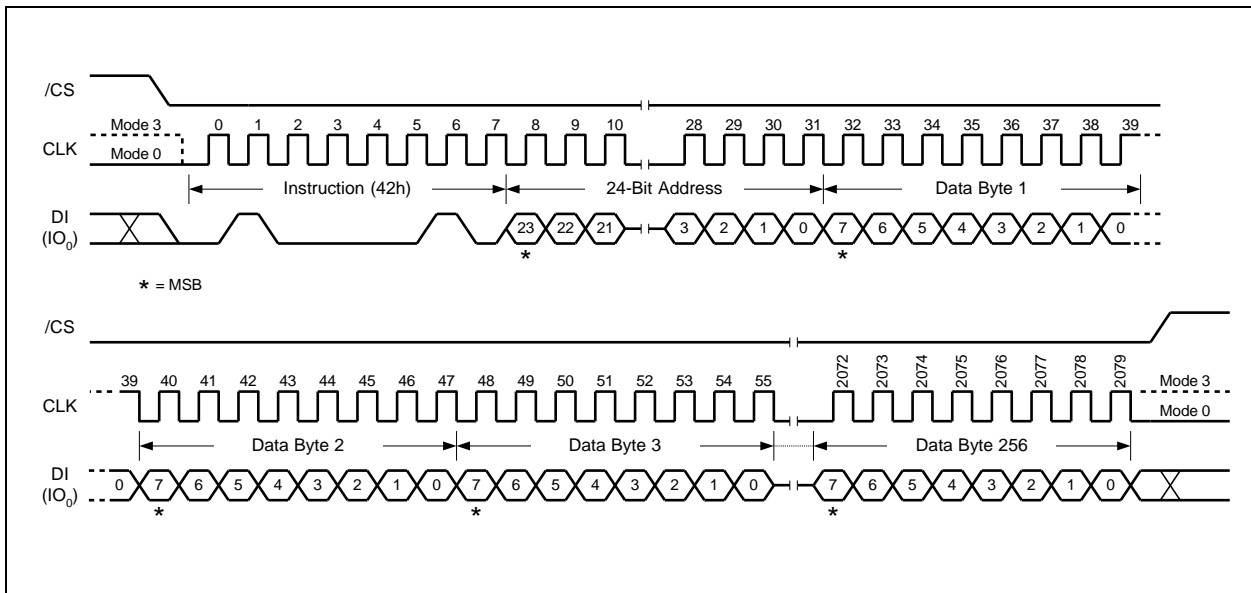 /CS
Mode 3 0 1 2 3 4 5 6 7 8 9 10 28 29 30 31 32 33 34 35 36 37 38 39
CLK
Mode 0
Instruction (42h) 24-Bit Address Data Byte 1
DI
(IO0) 23 22 21 3 2 1 0 7 6 5 4 3 2 1 0
* *
* = MSB
/CS
39 40 41 42 43 44 45 46 47 48 49 50 51 52 53 54 55 2072 2073 2074 2075 2076 2077 2078 2079 Mode 3
CLK
Mode 0
Data Byte 2 Data Byte 3 Data Byte 256
DI
(IO0) 0 7 6 5 4 3 2 1 0 7 6 5 4 3 2 1 0 7 6 5 4 3 2 1 0
* * *